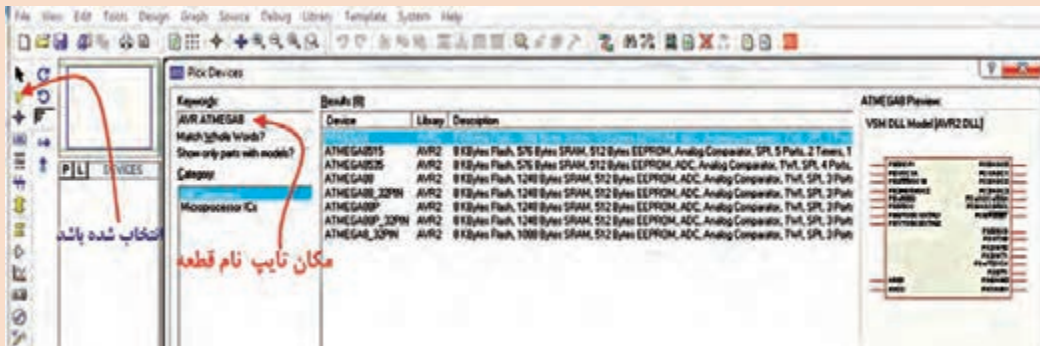 File View Edit Tools Design Graph Source Debug Library Template System Help
Pick Devices
Keywords:
AVR ATMEGA8
Match Whole Words?
Show only parts with models?
Category:
Microprocessor ICs
Results (8)
Device Library Description
ATMEGA8515 AVR2 8 KBytes Flash, 576 Bytes SRAM, 512 Bytes EEPROM, Analog Comparator, SPI, 5 Ports, 2 Timers, 1
ATMEGA8535 AVR2 8 KBytes Flash, 576 Bytes SRAM, 512 Bytes EEPROM, ADC, Analog Comparator, TWI, SPI, 4 Ports,
ATMEGA88 AVR2 8 KBytes Flash, 1248 Bytes SRAM, 512 Bytes EEPROM, ADC, Analog Comparator, TWI, SPI, 3 Ports
ATMEGA88_32PIN AVR2 8 KBytes Flash, 1248 Bytes SRAM, 512 Bytes EEPROM, ADC, Analog Comparator, TWI, SPI, 3 Ports
ATMEGA88P AVR2 8 KBytes Flash, 1248 Bytes SRAM, 512 Bytes EEPROM, ADC, Analog Comparator, TWI, SPI, 3 Ports
ATMEGA88P_32PIN AVR2 8 KBytes Flash, 1248 Bytes SRAM, 512 Bytes EEPROM, ADC, Analog Comparator, TWI, SPI, 3 Ports
ATMEGA8_32PIN AVR2 8 KBytes Flash, 1088 Bytes SRAM, 512 Bytes EEPROM, ADC, Analog Comparator, TWI, SPI, 3 Ports
ATMEGA8 Preview:
VSM DLL Model [AVR2.DLL]
P L DEVICES
انتخاب شده باشد
مکان تایپ نام قطعه